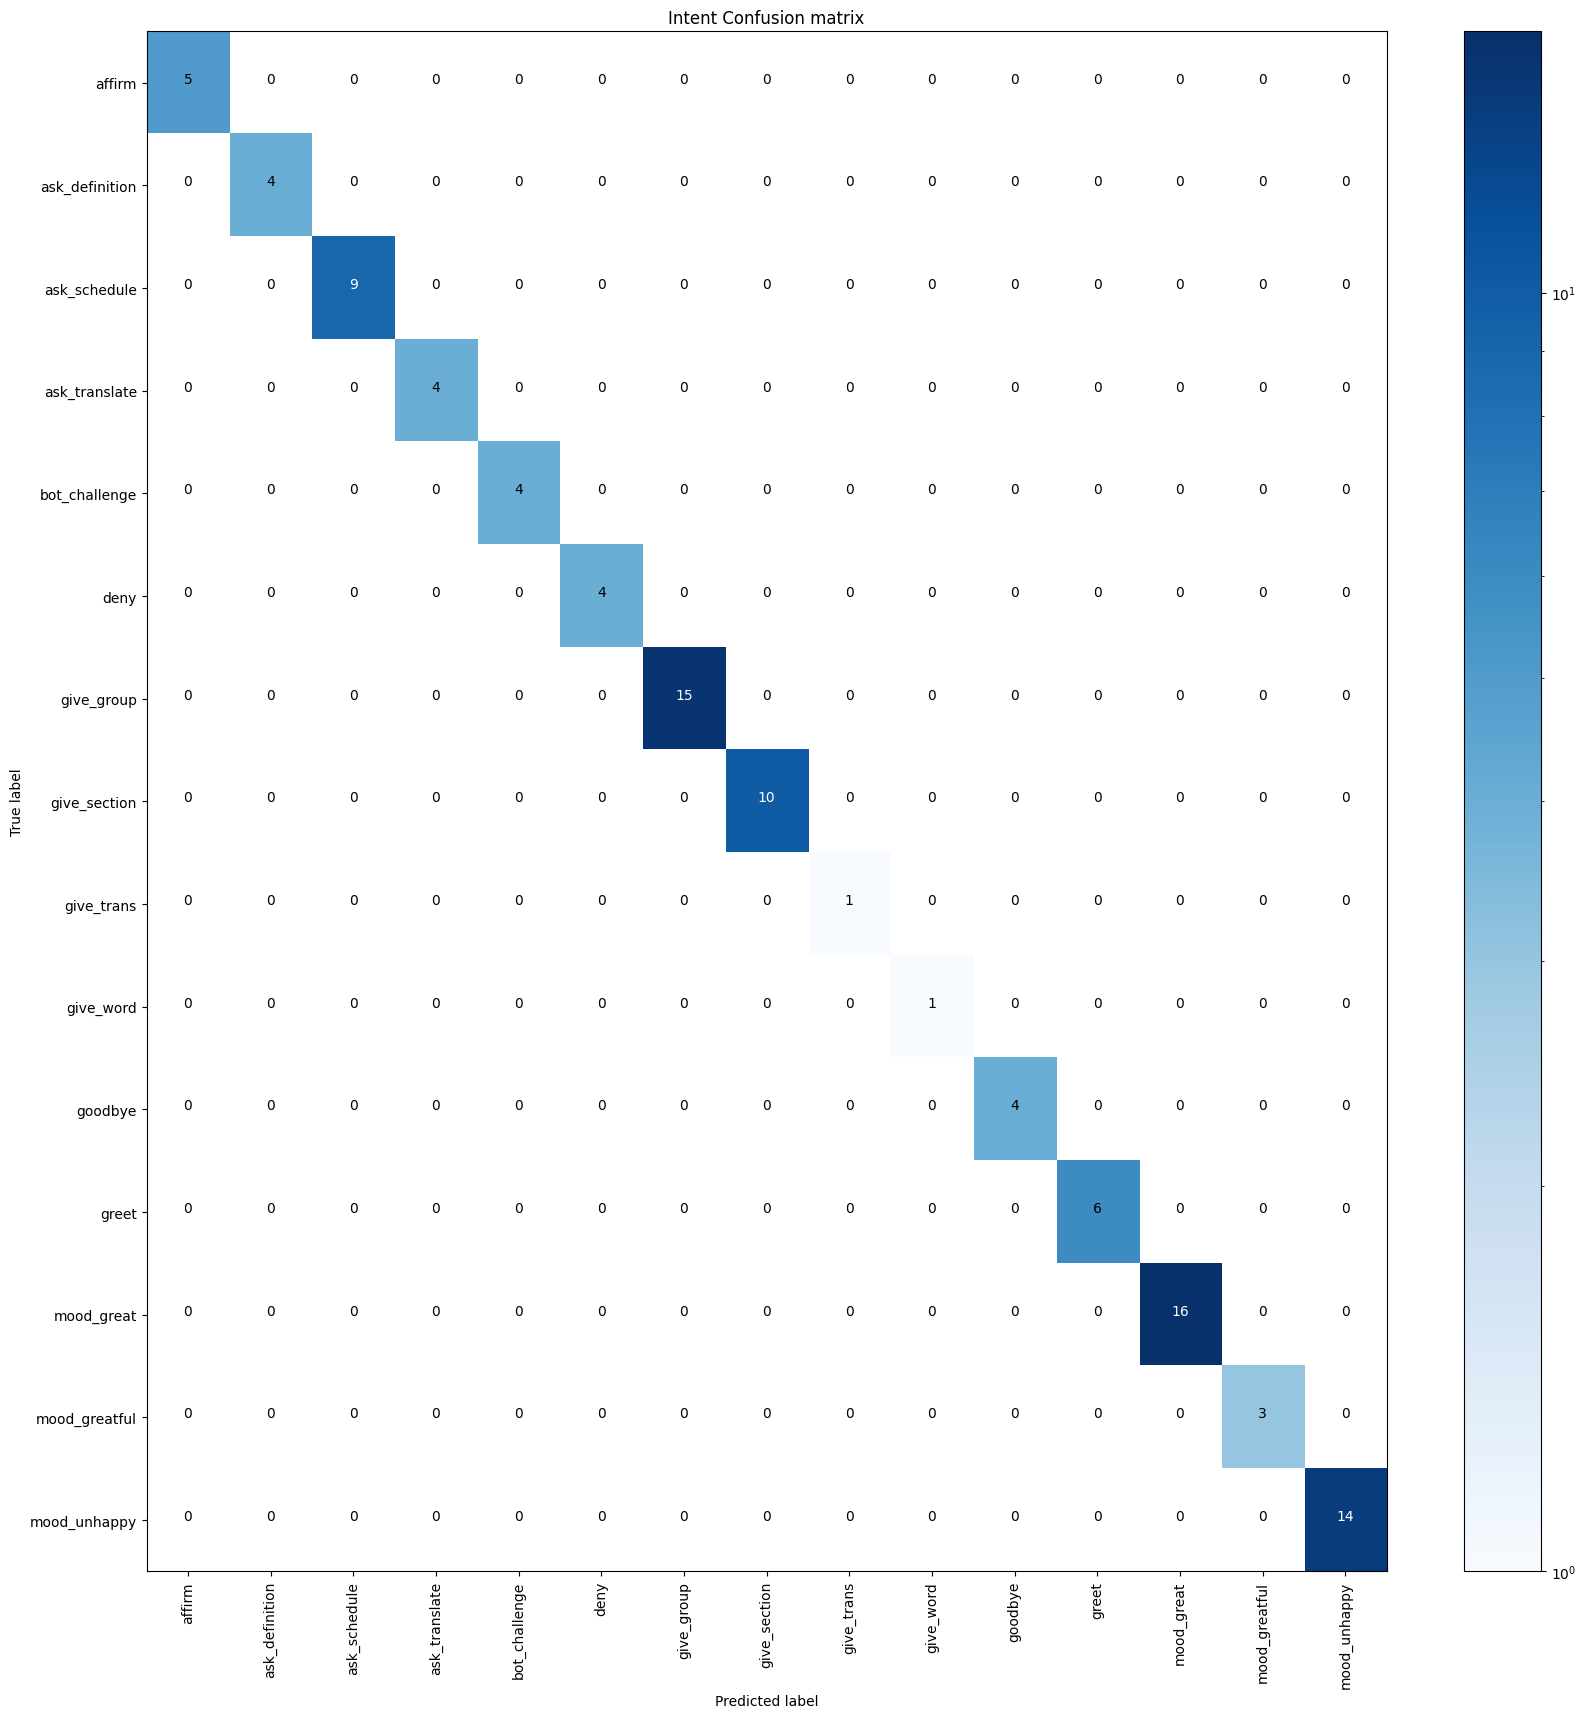 Intent Confusion matrix
affirm 5 0 0 0 0 0 0 0 0 0 0 0 0 0 0
ask_definition 0 4 0 0 0 0 0 0 0 0 0 0 0 0 0
ask_schedule 0 0 9 0 0 0 0 0 0 0 0 0 0 0 0
10¹
ask_translate 0 0 0 4 0 0 0 0 0 0 0 0 0 0 0
bot_challenge 0 0 0 0 4 0 0 0 0 0 0 0 0 0 0
deny 0 0 0 0 0 4 0 0 0 0 0 0 0 0 0
give_group 0 0 0 0 0 0 15 0 0 0 0 0 0 0 0
True label
give_section 0 0 0 0 0 0 0 10 0 0 0 0 0 0 0
give_trans 0 0 0 0 0 0 0 0 1 0 0 0 0 0 0
give_word 0 0 0 0 0 0 0 0 0 1 0 0 0 0 0
goodbye 0 0 0 0 0 0 0 0 0 0 4 0 0 0 0
greet 0 0 0 0 0 0 0 0 0 0 0 6 0 0 0
mood_great 0 0 0 0 0 0 0 0 0 0 0 0 16 0 0
mood_greatful 0 0 0 0 0 0 0 0 0 0 0 0 0 3 0
mood_unhappy 0 0 0 0 0 0 0 0 0 0 0 0 0 0 14
10⁰
affirm
ask_definition
ask_schedule
ask_translate
bot_challenge
deny
give_group
give_section
give_trans
give_word
goodbye
greet
mood_great
mood_greatful
mood_unhappy
Predicted label